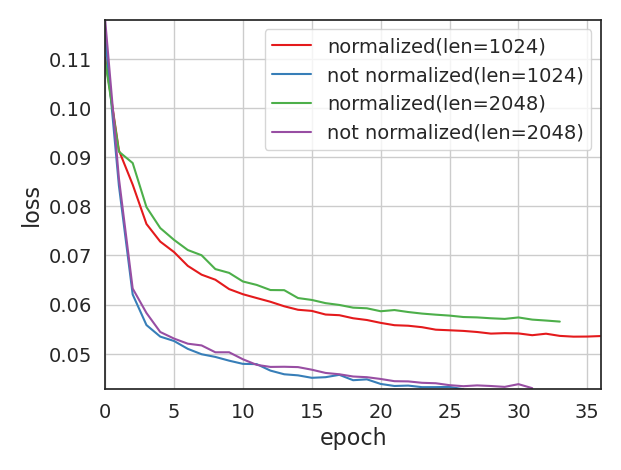 normalized(len=1024)
not normalized(len=1024)
normalized(len=2048)
not normalized(len=2048)
0.11
0.10
0.09
0.08
0.07
0.06
0.05
loss
0 5 10 15 20 25 30 35
epoch